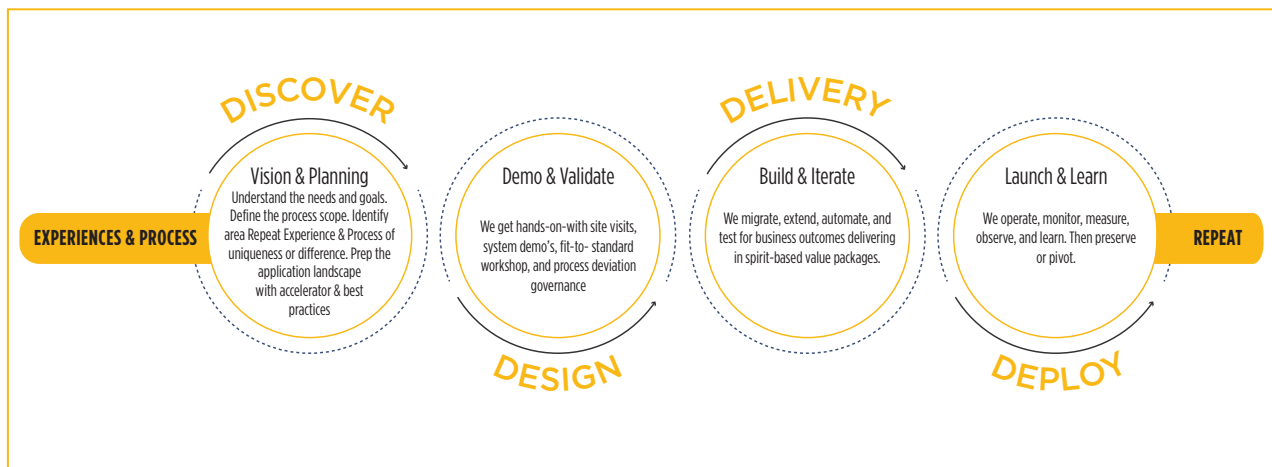 DISCOVER
Vision & Planning
Understand the needs and goals.
Define the process scope. Identify
area Repeat Experience & Process of
uniqueness or difference. Prep the
application landscape
with accelerator & best
practices
EXPERIENCES & PROCESS
Demo & Validate
We get hands-on-with site visits,
system demo's, fit-to- standard
workshop, and process deviation
governance
DESIGN
DELIVERY
Build & Iterate
We migrate, extend, automate, and
test for business outcomes delivering
in spirit-based value packages.
Launch & Learn
We operate, monitor, measure,
observe, and learn. Then preserve
or pivot.
DEPLOY
REPEAT